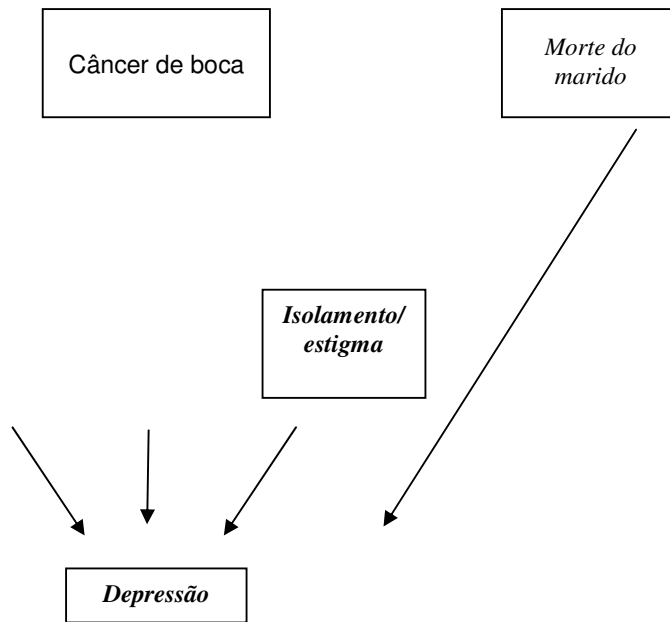 Câncer de boca
Morte do
marido
Isolamento/
estigma
Depressão